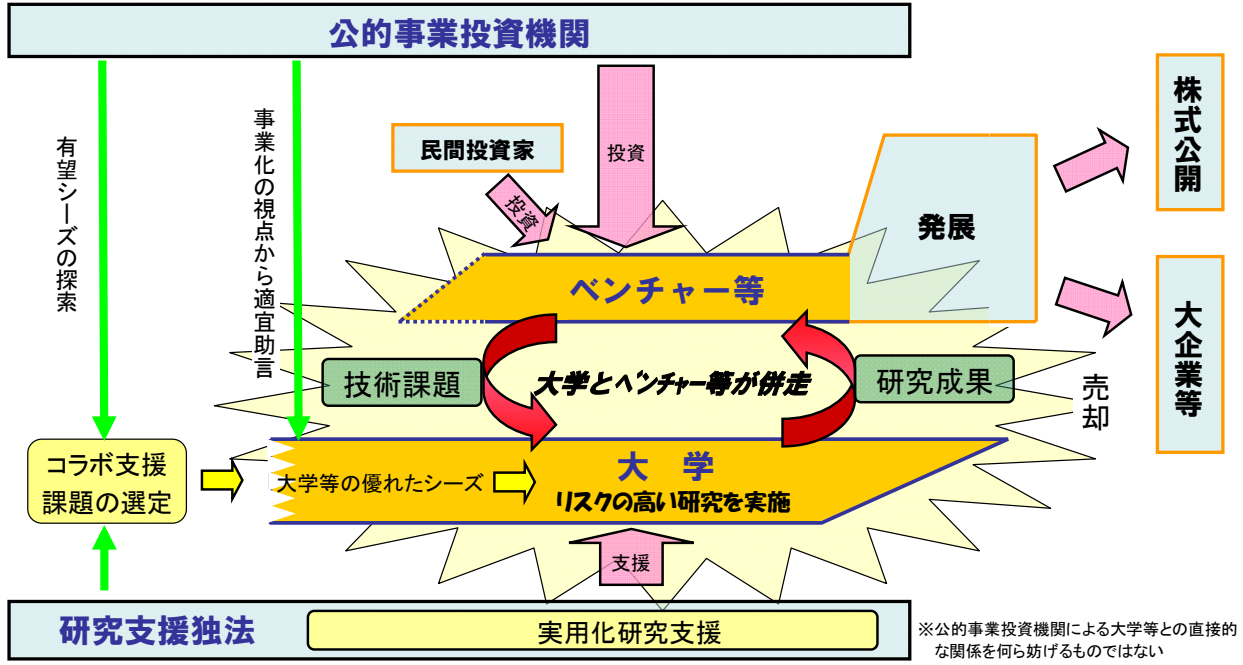 公的事業投資機関
有望シーズの探索
事業化の視点から適宜助言
民間投資家
投資
投資
株式公開
発展
ベンチャー等
大企業等
技術課題
大学とベンチャー等が併走
研究成果
売却
コラボ支援
課題の選定
大学等の優れたシーズ
大 学
リスクの高い研究を実施
支援
研究支援独法
実用化研究支援
※公的事業投資機関による大学等との直接的
な関係を何ら妨げるものではない